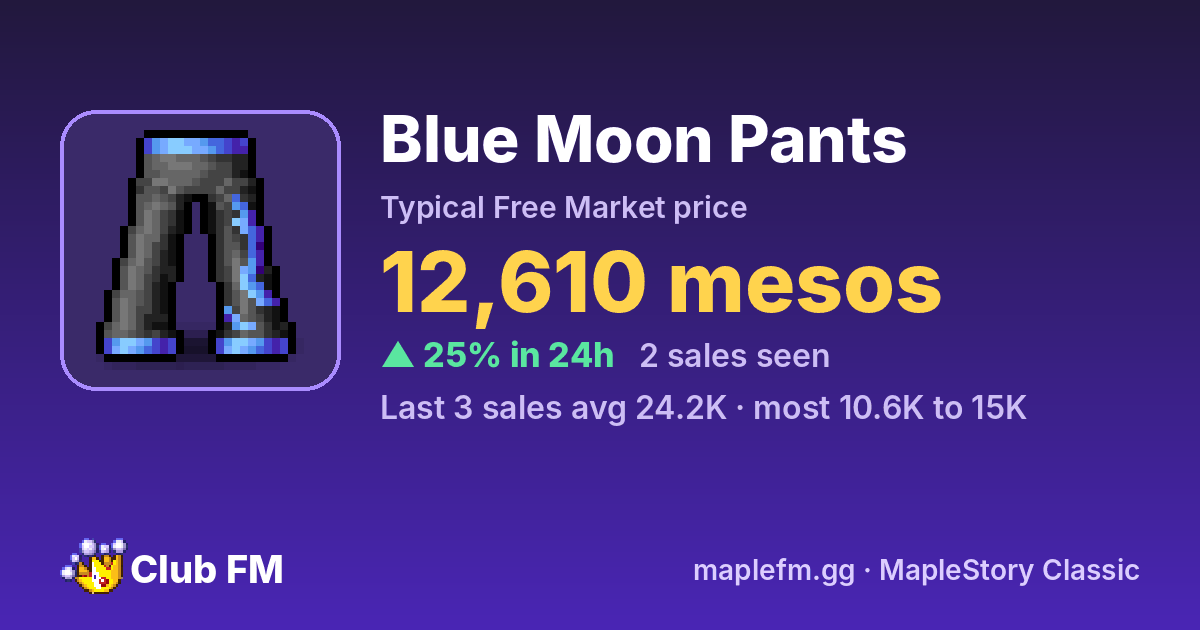 Blue Moon Pants
Typical Free Market price
12,610 mesos
▲ 25% in 24h 2 sales seen
Last 3 sales avg 24.2K · most 10.6K to 15K
Club FM
maplefm.gg · MapleStory Classic